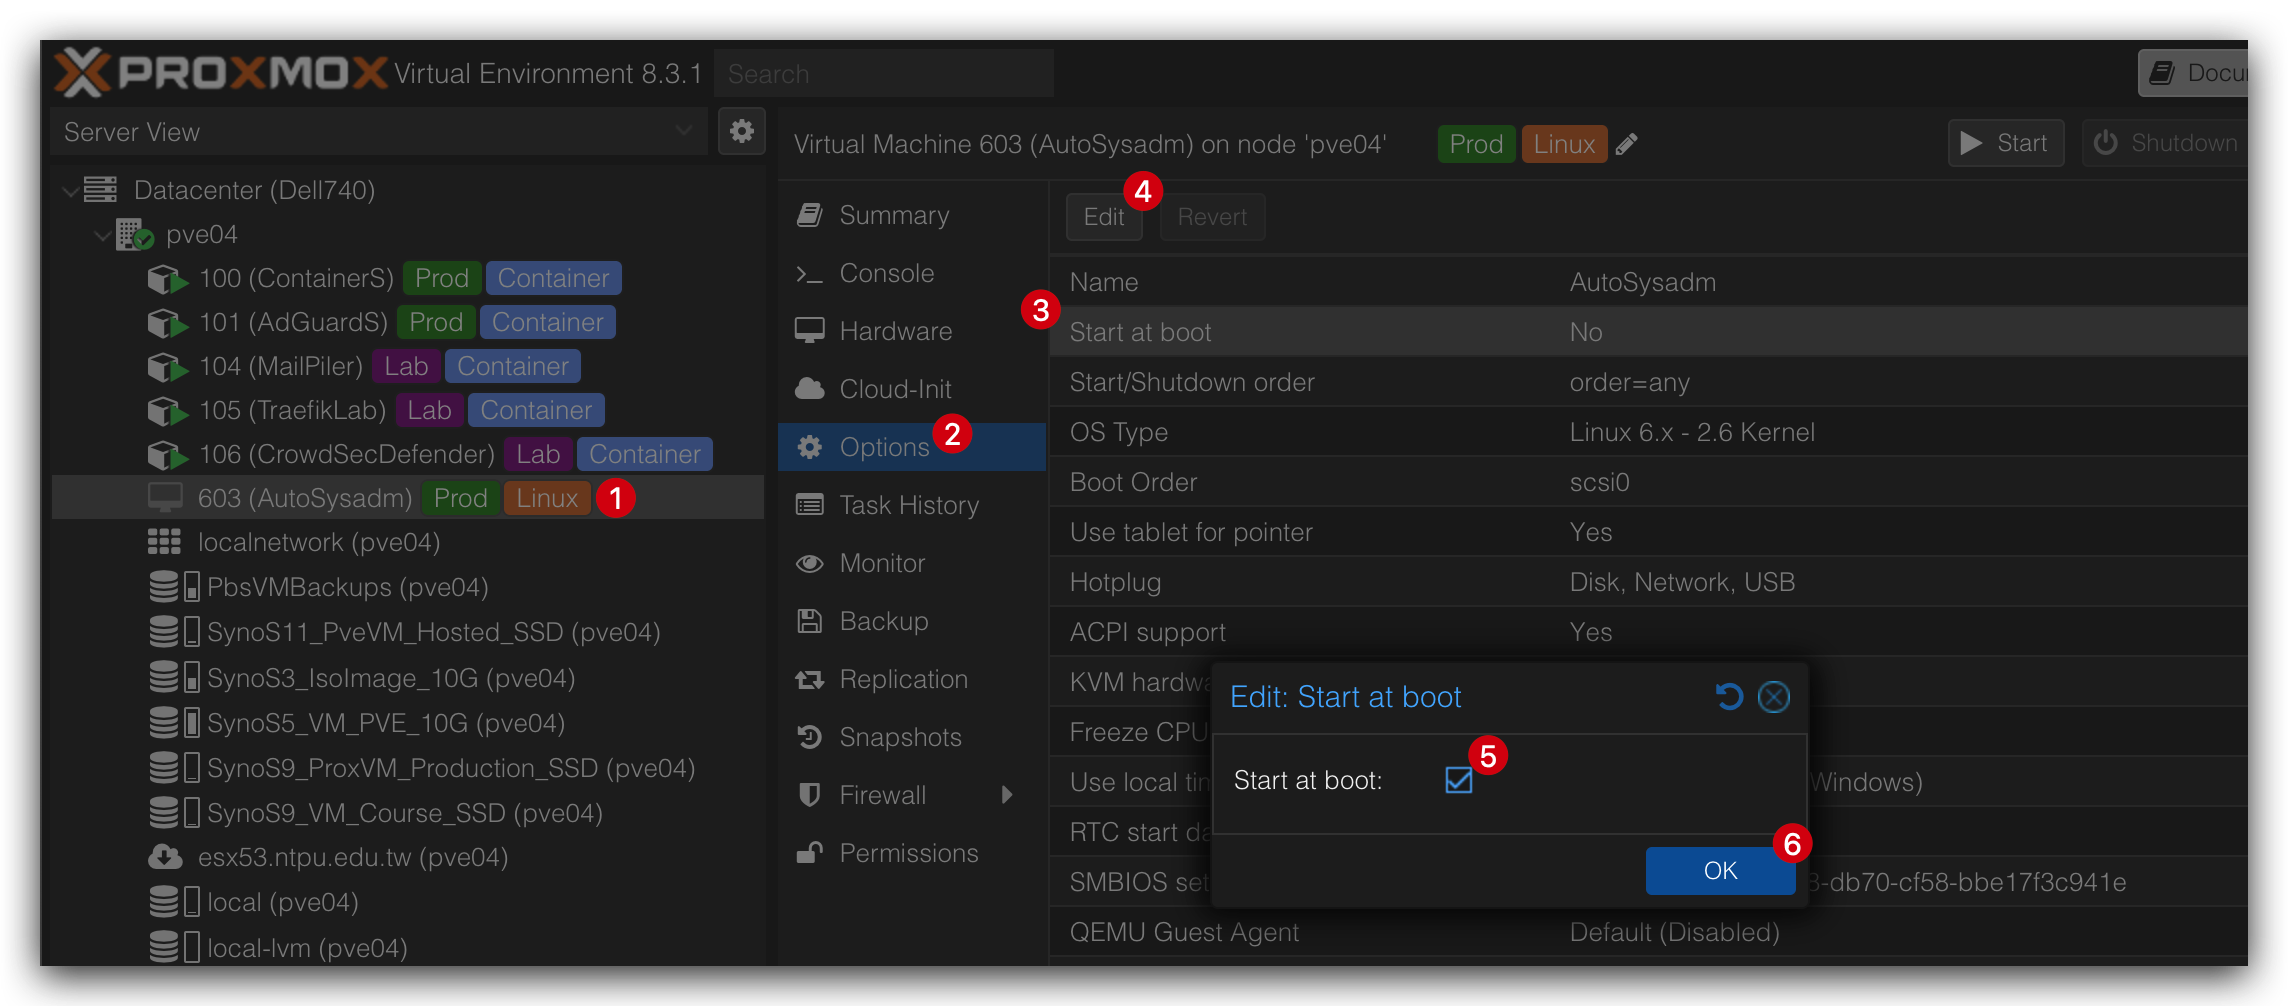 PROXMOX Virtual Environment 8.3.1 Search
Server View
Datacenter (Dell740)
pve04
100 (ContainerS) Prod Container
101 (AdGuardS) Prod Container
104 (MailPiler) Lab Container
105 (TraefikLab) Lab Container
106 (CrowdSecDefender) Lab Container
603 (AutoSysadm) Prod Linux 1
localnetwork (pve04)
PbsVMBackups (pve04)
SynoS11_PveVM_Hosted_SSD (pve04)
SynoS3_IsoImage_10G (pve04)
SynoS5_VM_PVE_10G (pve04)
SynoS9_ProxVM_Production_SSD (pve04)
SynoS9_VM_Course_SSD (pve04)
esx53.ntpu.edu.tw (pve04)
local (pve04)
local-lvm (pve04)
Docu
Virtual Machine 603 (AutoSysadm) on node 'pve04' Prod Linux Start Shutdown
Summary
Console
Hardware
Cloud-Init
Options 2
Task History
Monitor
Backup
Replication
Snapshots
Firewall
Permissions
Edit 4 Revert
Name AutoSysadm
3 Start at boot No
Start/Shutdown order order=any
OS Type Linux 6.x - 2.6 Kernel
Boot Order scsi0
Use tablet for pointer Yes
Hotplug Disk, Network, USB
ACPI support Yes
KVM hardwa
Freeze CPU
Use local tim Windows)
RTC start da
SMBIOS set -db70-cf58-bbe17f3c941e
QEMU Guest Agent Default (Disabled)
Edit: Start at boot
Start at boot: 5
OK 6